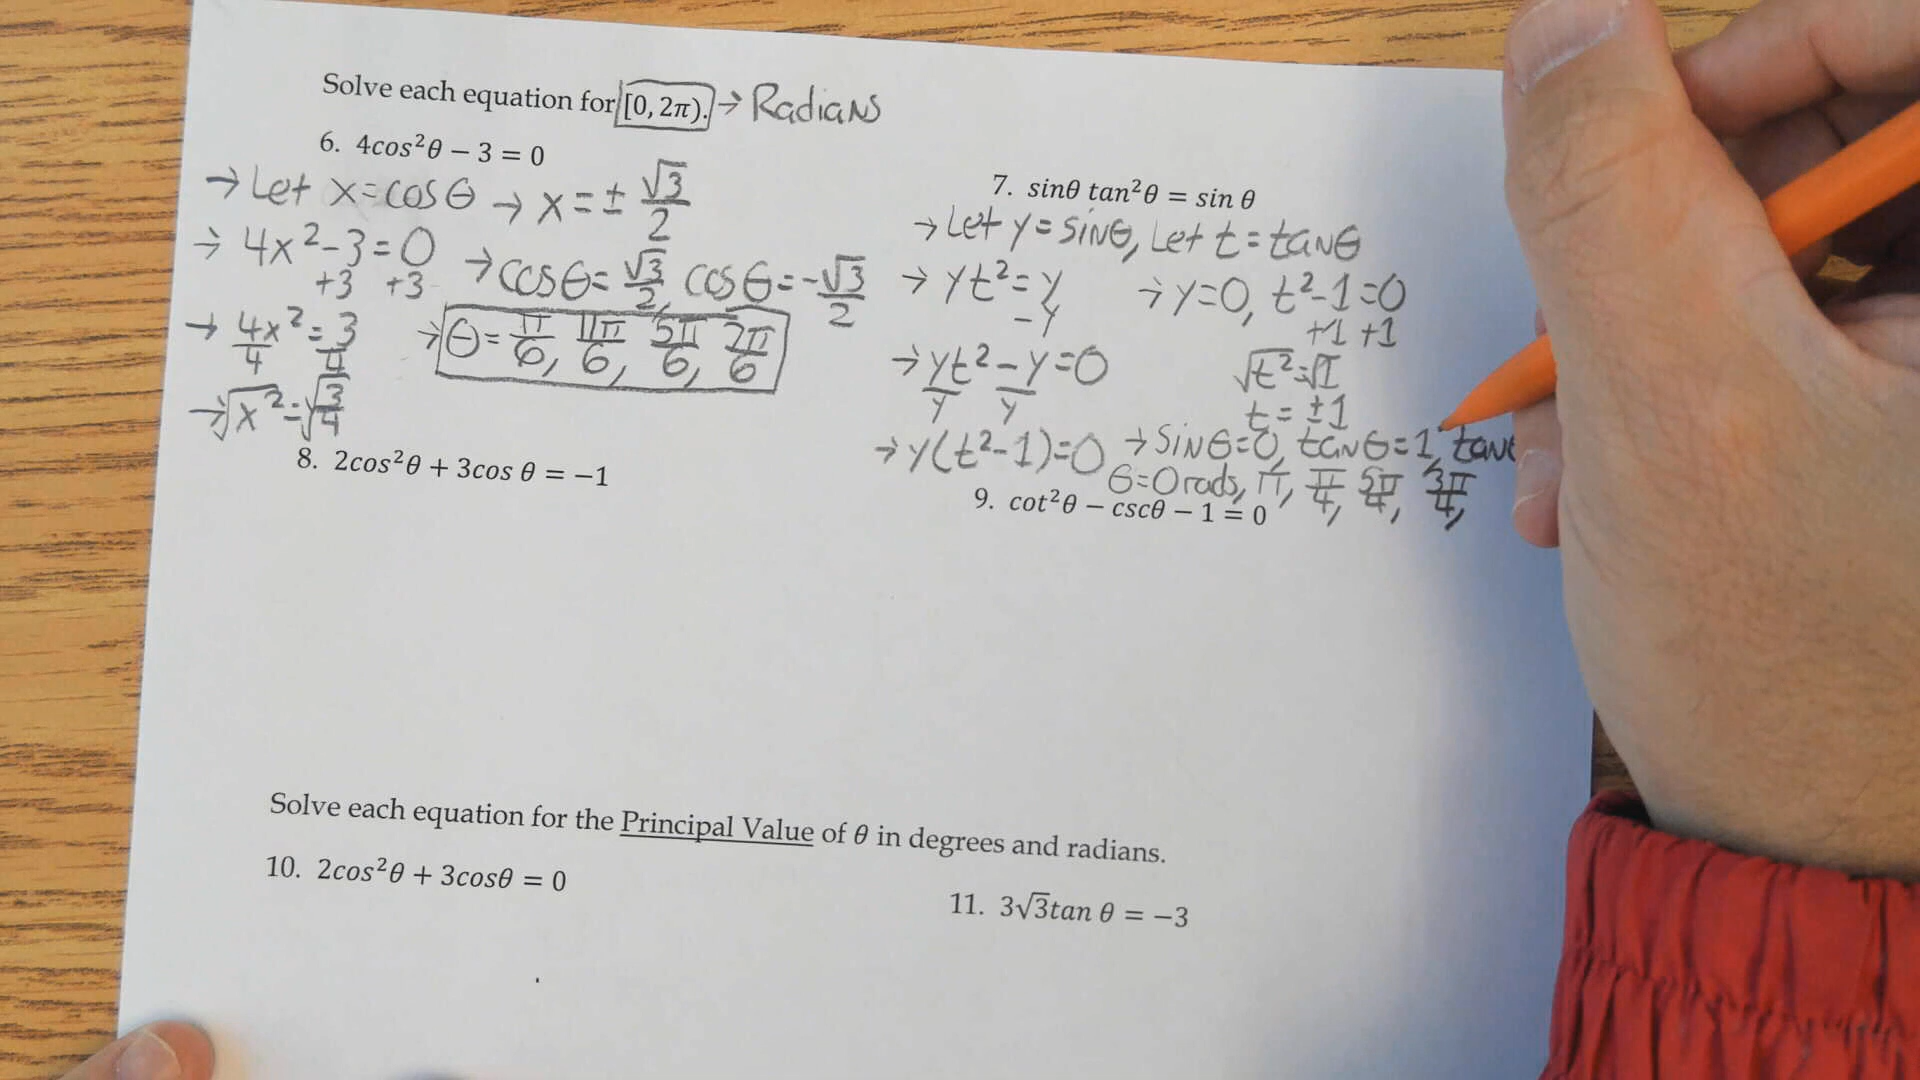 Solve each equation for [0, 2π). → Radians
6. 4cos²θ − 3 = 0
→ Let x = cosθ → x = ± √3/2
→ 4x² − 3 = 0
+3 +3
→ cosθ = √3/2, cosθ = −√3/2
→ 4x²/4 = 3/4
→ θ = π/6, 11π/6, 5π/6, 7π/6
→ √x² = √3/4
7. sinθ tan²θ = sin θ
→ Let y = sinθ, Let t = tanθ
→ yt² = y
−y
→ y = 0, t² − 1 = 0
+1 +1
→ yt²/y − y/y = 0
√t² = √1
t = ±1
→ y(t² − 1) = 0 → sinθ = 0, tanθ = 1, tan
θ = 0 rads, π, π/4, 5π/4, 3π/4,
8. 2cos²θ + 3cos θ = −1
9. cot²θ − cscθ − 1 = 0
Solve each equation for the Principal Value of θ in degrees and radians.
10. 2cos²θ + 3cosθ = 0
11. 3√3tan θ = −3